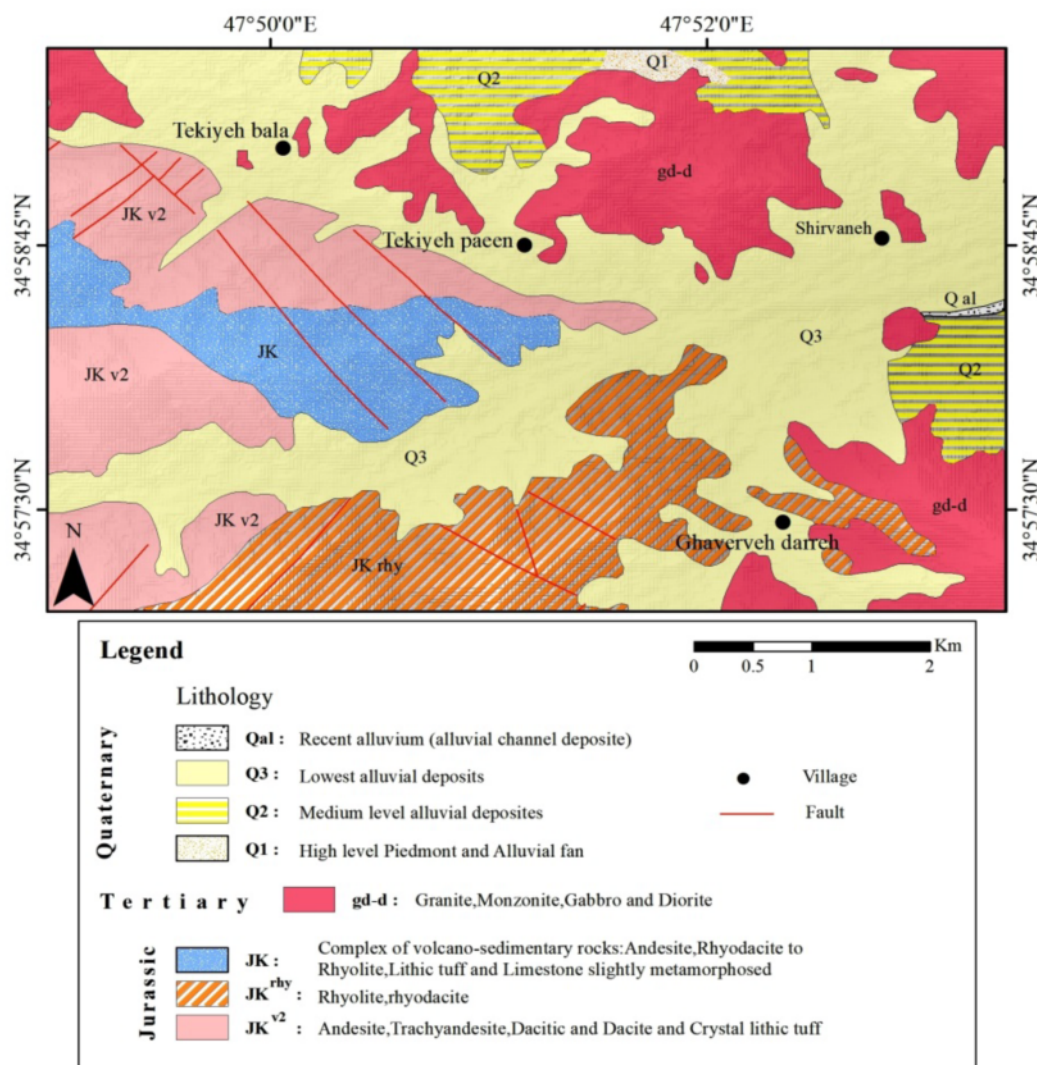 47°50'0"E
47°52'0"E
Q2
Q1
Tekiyeh bala
gd-d
JK v2
Tekiyeh paeen
Shirvaneh
34°58'45"N
34°58'45"N
Q al
JK
Q3
JK v2
Q2
Q3
34°57'30"N
34°57'30"N
JK v2
gd-d
N
JK rhy
Ghaverveh darreh
Legend
Km
0 0.5 1 2
Lithology
Quaternary
Qal : Recent alluvium (alluvial channel deposite)
Q3 : Lowest alluvial deposits
Village
Q2 : Medium level alluvial deposites
Fault
Q1 : High level Piedmont and Alluvial fan
Tertiary
gd-d : Granite,Monzonite,Gabbro and Diorite
Jurassic
JK : Complex of volcano-sedimentary rocks:Andesite,Rhyodacite to
Rhyolite,Lithic tuff and Limestone slightly metamorphosed
JK rhy : Rhyolite,rhyodacite
JK v2 : Andesite,Trachyandesite,Dacitic and Dacite and Crystal lithic tuff